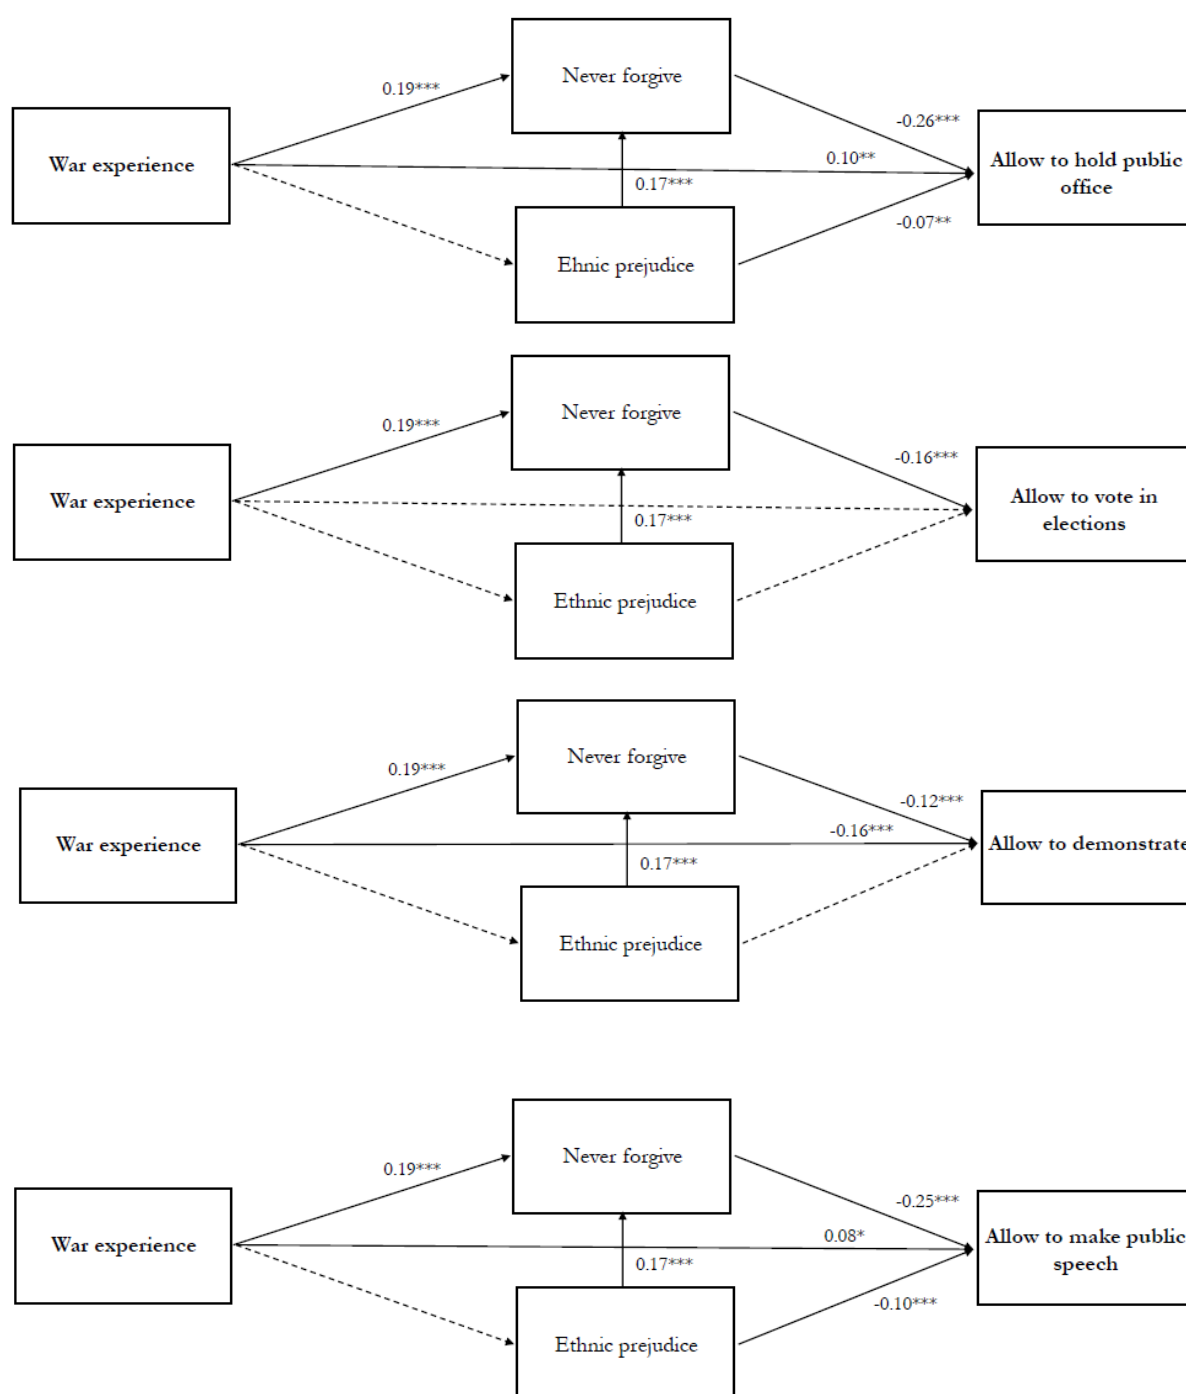 Never forgive
0.19***
-0.26***
War experience
0.10**
Allow to hold public
office
0.17***
-0.07**
Ehnic prejudice
Never forgive
0.19***
-0.16***
War experience
Allow to vote in
elections
0.17***
Ethnic prejudice
Never forgive
0.19***
-0.12***
War experience
-0.16***
Allow to demonstrate
0.17***
Ethnic prejudice
Never forgive
0.19***
-0.25***
War experience
0.08*
Allow to make public
speech
0.17***
-0.10***
Ethnic prejudice